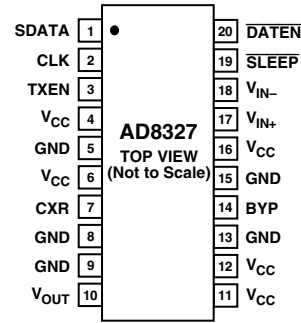 SDATA 1
CLK 2
TXEN 3
VCC 4
GND 5
VCC 6
CXR 7
GND 8
GND 9
VOUT 10
AD8327
TOP VIEW
(Not to Scale)
20 DATEN
19 SLEEP
18 VIN–
17 VIN+
16 VCC
15 GND
14 BYP
13 GND
12 VCC
11 VCC